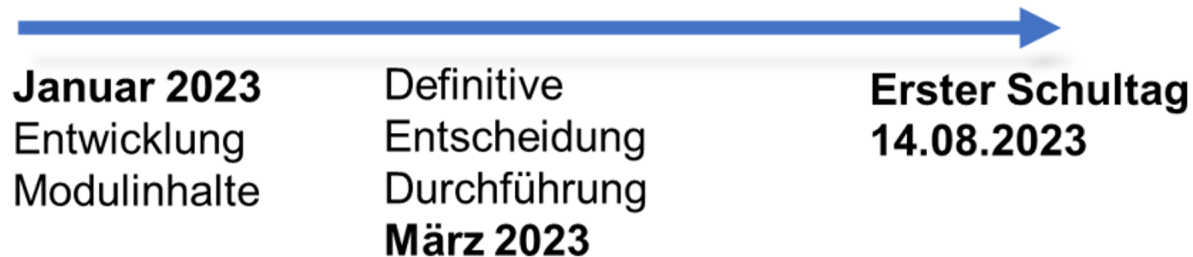 Januar 2023
Entwicklung
Modulinhalte
Definitive
Entscheidung
Durchführung
März 2023
Erster Schultag
14.08.2023